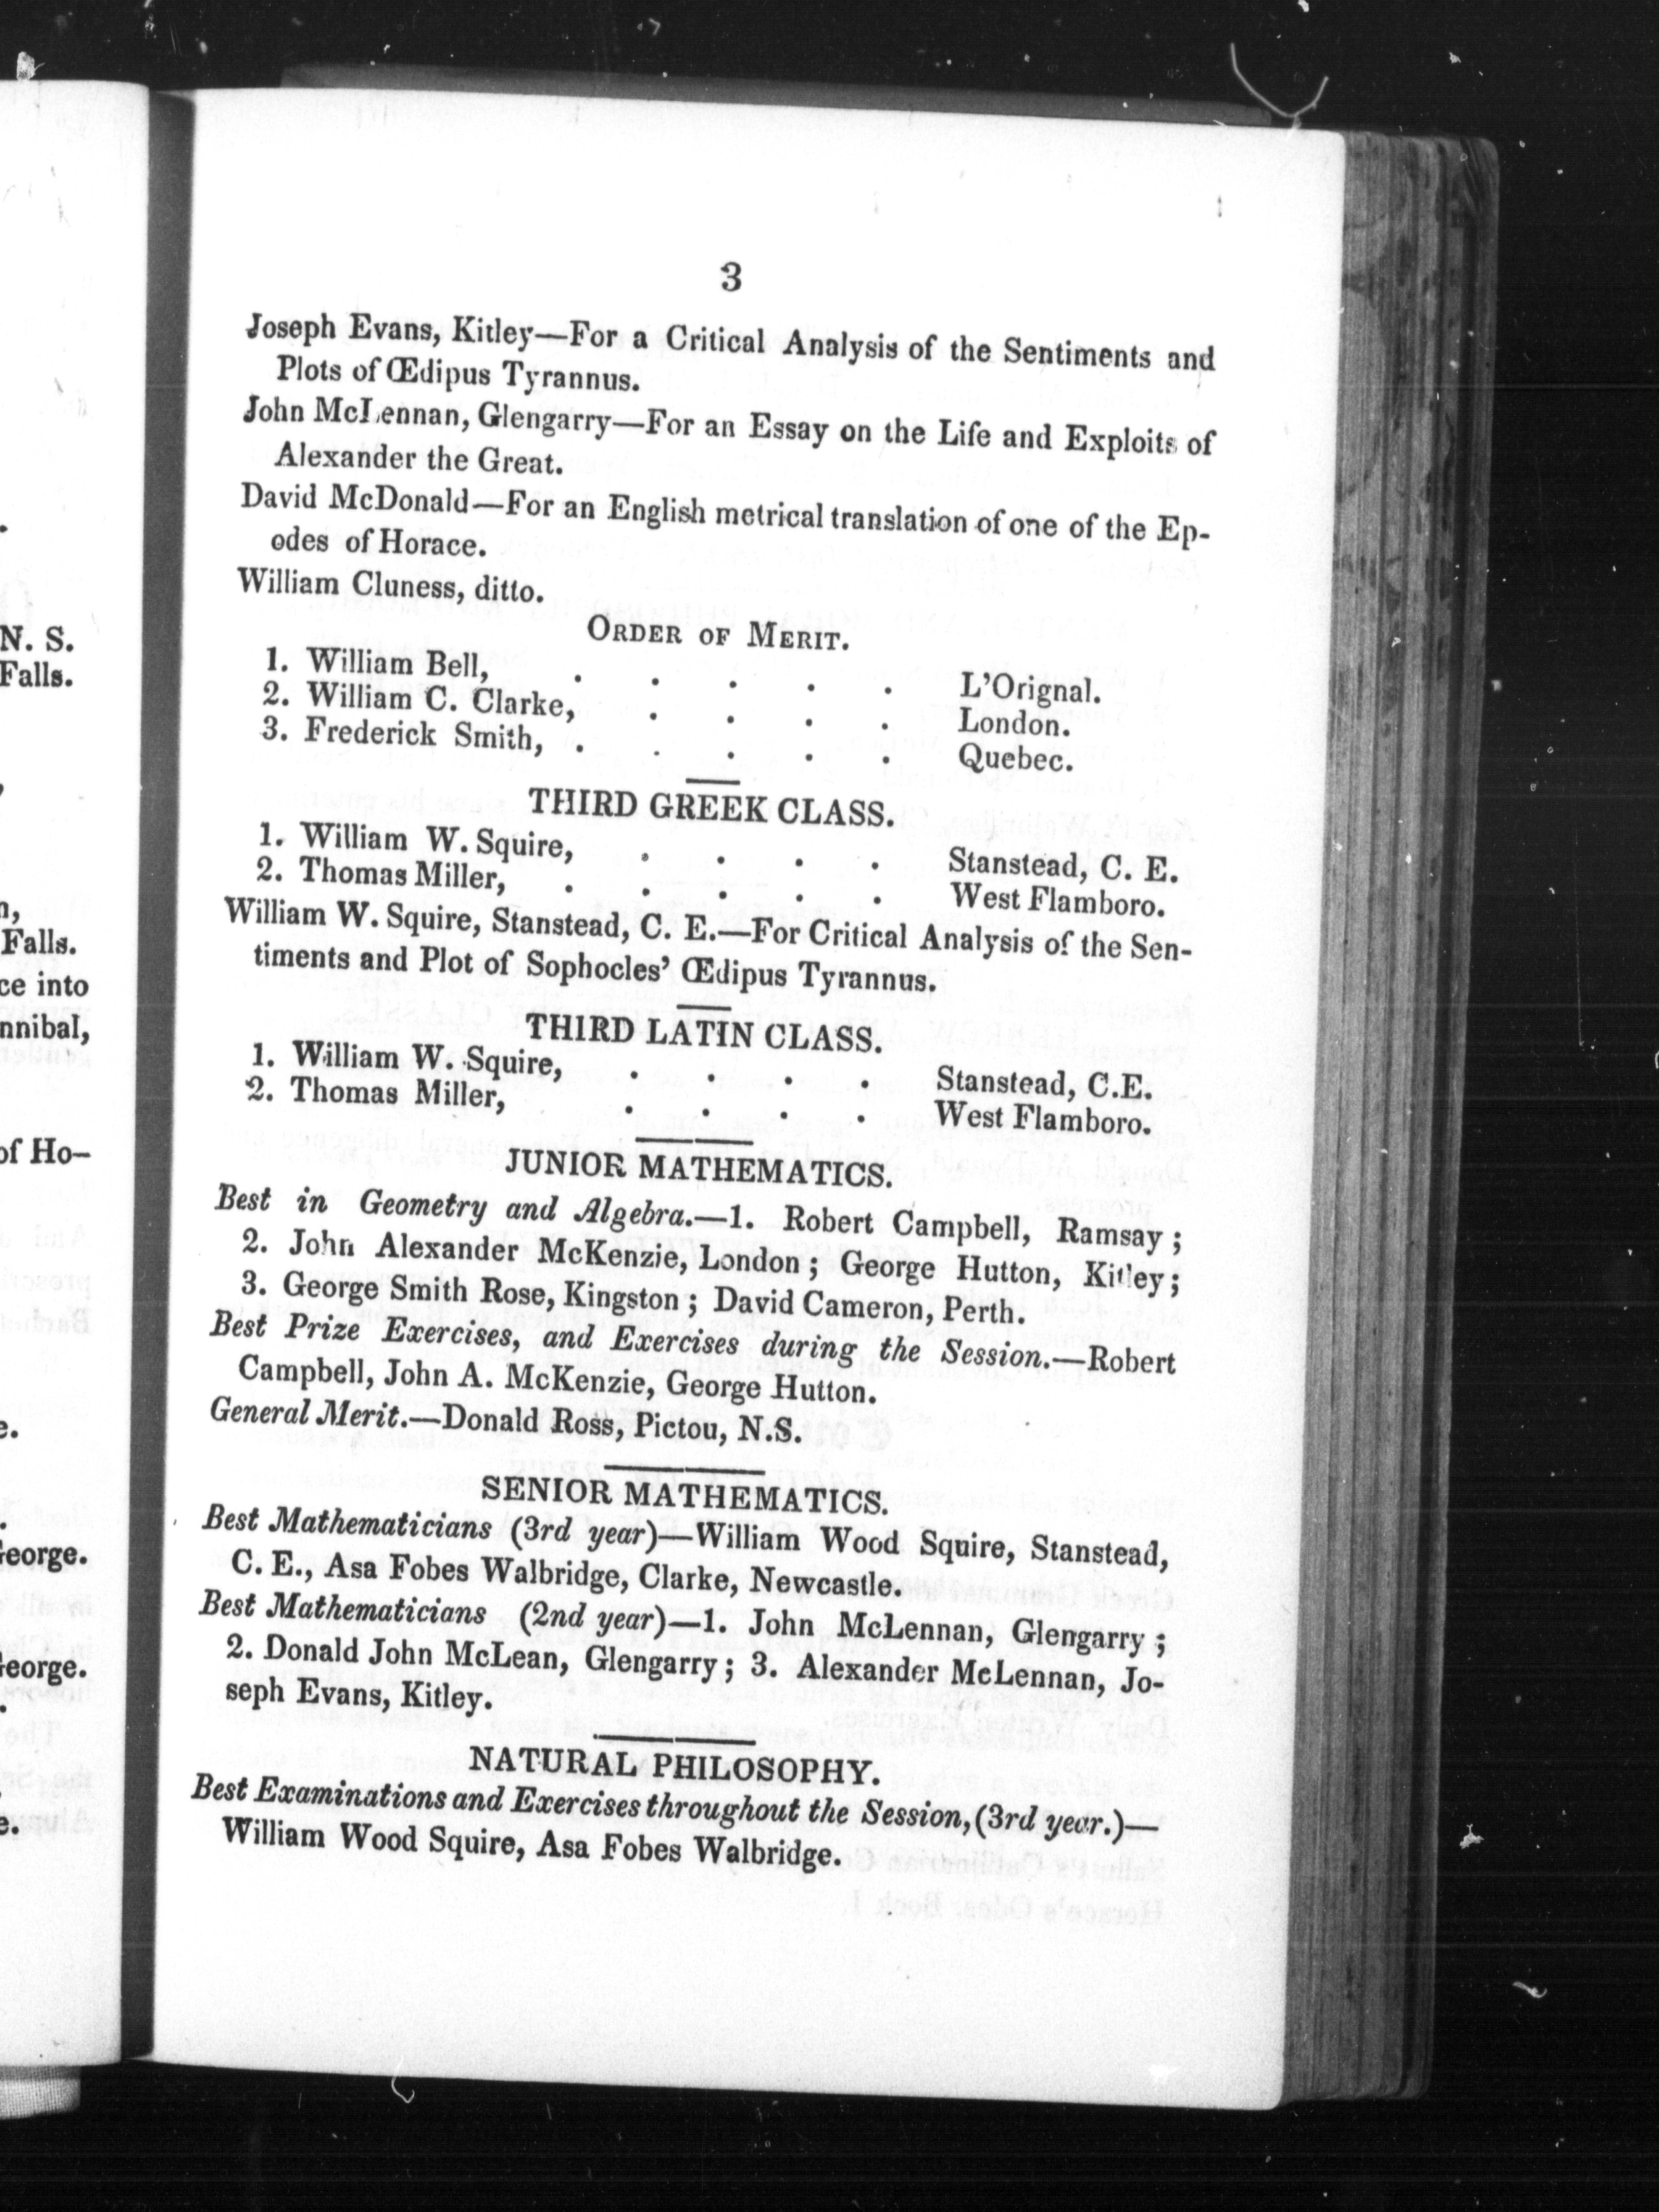 N. S.
Falls.
Falls.
ce into
nnibal,
of Ho-
eorge.
eorge.
3
Joseph Evans, Kitley—For a Critical Analysis of the Sentiments and
Plots of Œdipus Tyrannus.
John McLennan, Glengarry—For an Essay on the Life and Exploits of
Alexander the Great.
David McDonald—For an English metrical translation of one of the Ep-
odes of Horace.
William Cluness, ditto.
ORDER OF MERIT.
1. William Bell, . . . . . L'Orignal.
2. William C. Clarke, . . . . London.
3. Frederick Smith, . . . . . Quebec.
THIRD GREEK CLASS.
1. William W. Squire, . . . . Stanstead, C. E.
2. Thomas Miller, . . . . . West Flamboro.
William W. Squire, Stanstead, C. E.—For Critical Analysis of the Sen-
timents and Plot of Sophocles' Œdipus Tyrannus.
THIRD LATIN CLASS.
1. William W. Squire, . . . . Stanstead, C.E.
2. Thomas Miller, . . . . West Flamboro.
JUNIOR MATHEMATICS.
Best in Geometry and Algebra.—1. Robert Campbell, Ramsay;
2. John Alexander McKenzie, London; George Hutton, Kitley;
3. George Smith Rose, Kingston; David Cameron, Perth.
Best Prize Exercises, and Exercises during the Session.—Robert
Campbell, John A. McKenzie, George Hutton.
General Merit.—Donald Ross, Pictou, N.S.
SENIOR MATHEMATICS.
Best Mathematicians (3rd year)—William Wood Squire, Stanstead,
C. E., Asa Fobes Walbridge, Clarke, Newcastle.
Best Mathematicians (2nd year)—1. John McLennan, Glengarry;
2. Donald John McLean, Glengarry; 3. Alexander McLennan, Jo-
seph Evans, Kitley.
NATURAL PHILOSOPHY.
Best Examinations and Exercises throughout the Session, (3rd year.)—
William Wood Squire, Asa Fobes Walbridge.